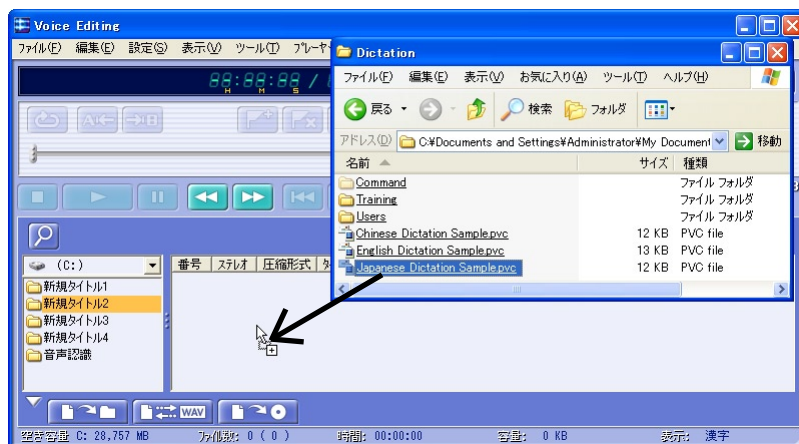 Voice Editing
ファイル(F) 編集(E) 設定(S) 表示(V) ツール(T) プレーヤ
88:88:88 /
H M S
A⇐ ⇒B
(C:)
番号 ステレオ 圧縮形式
新規タイトル1
新規タイトル2
新規タイトル3
新規タイトル4
音声認識
WAV
空き容量 C: 28,757 MB ファイル数: 0 ( 0 ) 時間: 00:00:00 容量: 0 KB 表示: 漢字
Dictation
ファイル(F) 編集(E) 表示(V) お気に入り(A) ツール(T) ヘルプ(H)
戻る 検索 フォルダ
アドレス(D) C:¥Documents and Settings¥Administrator¥My Document 移動
名前 サイズ 種類
Command ファイル フォルダ
Training ファイル フォルダ
Users ファイル フォルダ
Chinese Dictation Sample.pvc 12 KB PVC file
English Dictation Sample.pvc 13 KB PVC file
Japanese Dictation Sample.pvc 12 KB PVC file